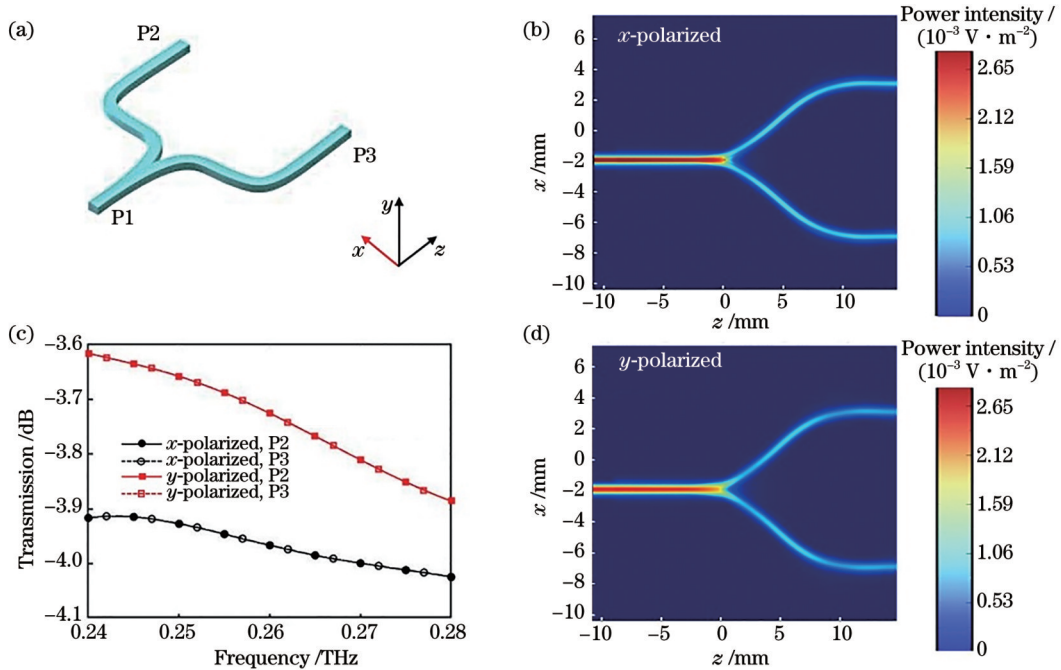 (a)
P2
P3
P1
y
x
z
(b)
x-polarized
Power intensity /
(10⁻³ V · m⁻²)
6
4
2
0
−2
−4
−6
−8
−10
x /mm
−10
−5
0
5
10
z /mm
2.65
2.12
1.59
1.06
0.53
0
(c)
−3.6
−3.7
−3.8
−3.9
−4.0
−4.1
Transmission /dB
x-polarized, P2
x-polarized, P3
y-polarized, P2
y-polarized, P3
0.24
0.25
0.26
0.27
0.28
Frequency /THz
(d)
y-polarized
Power intensity /
(10⁻³ V · m⁻²)
6
4
2
0
−2
−4
−6
−8
−10
x /mm
−10
−5
0
5
10
z /mm
2.65
2.12
1.59
1.06
0.53
0